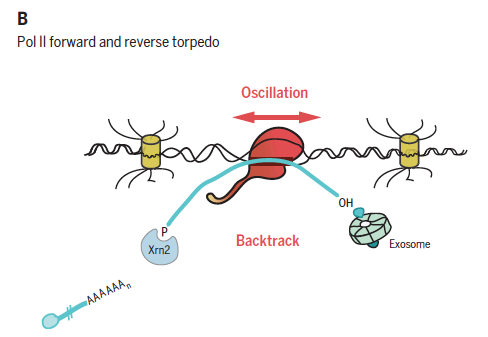 B
Pol II forward and reverse torpedo
Oscillation
OH
P
Xrn2
Backtrack
Exosome
AAAAAAn